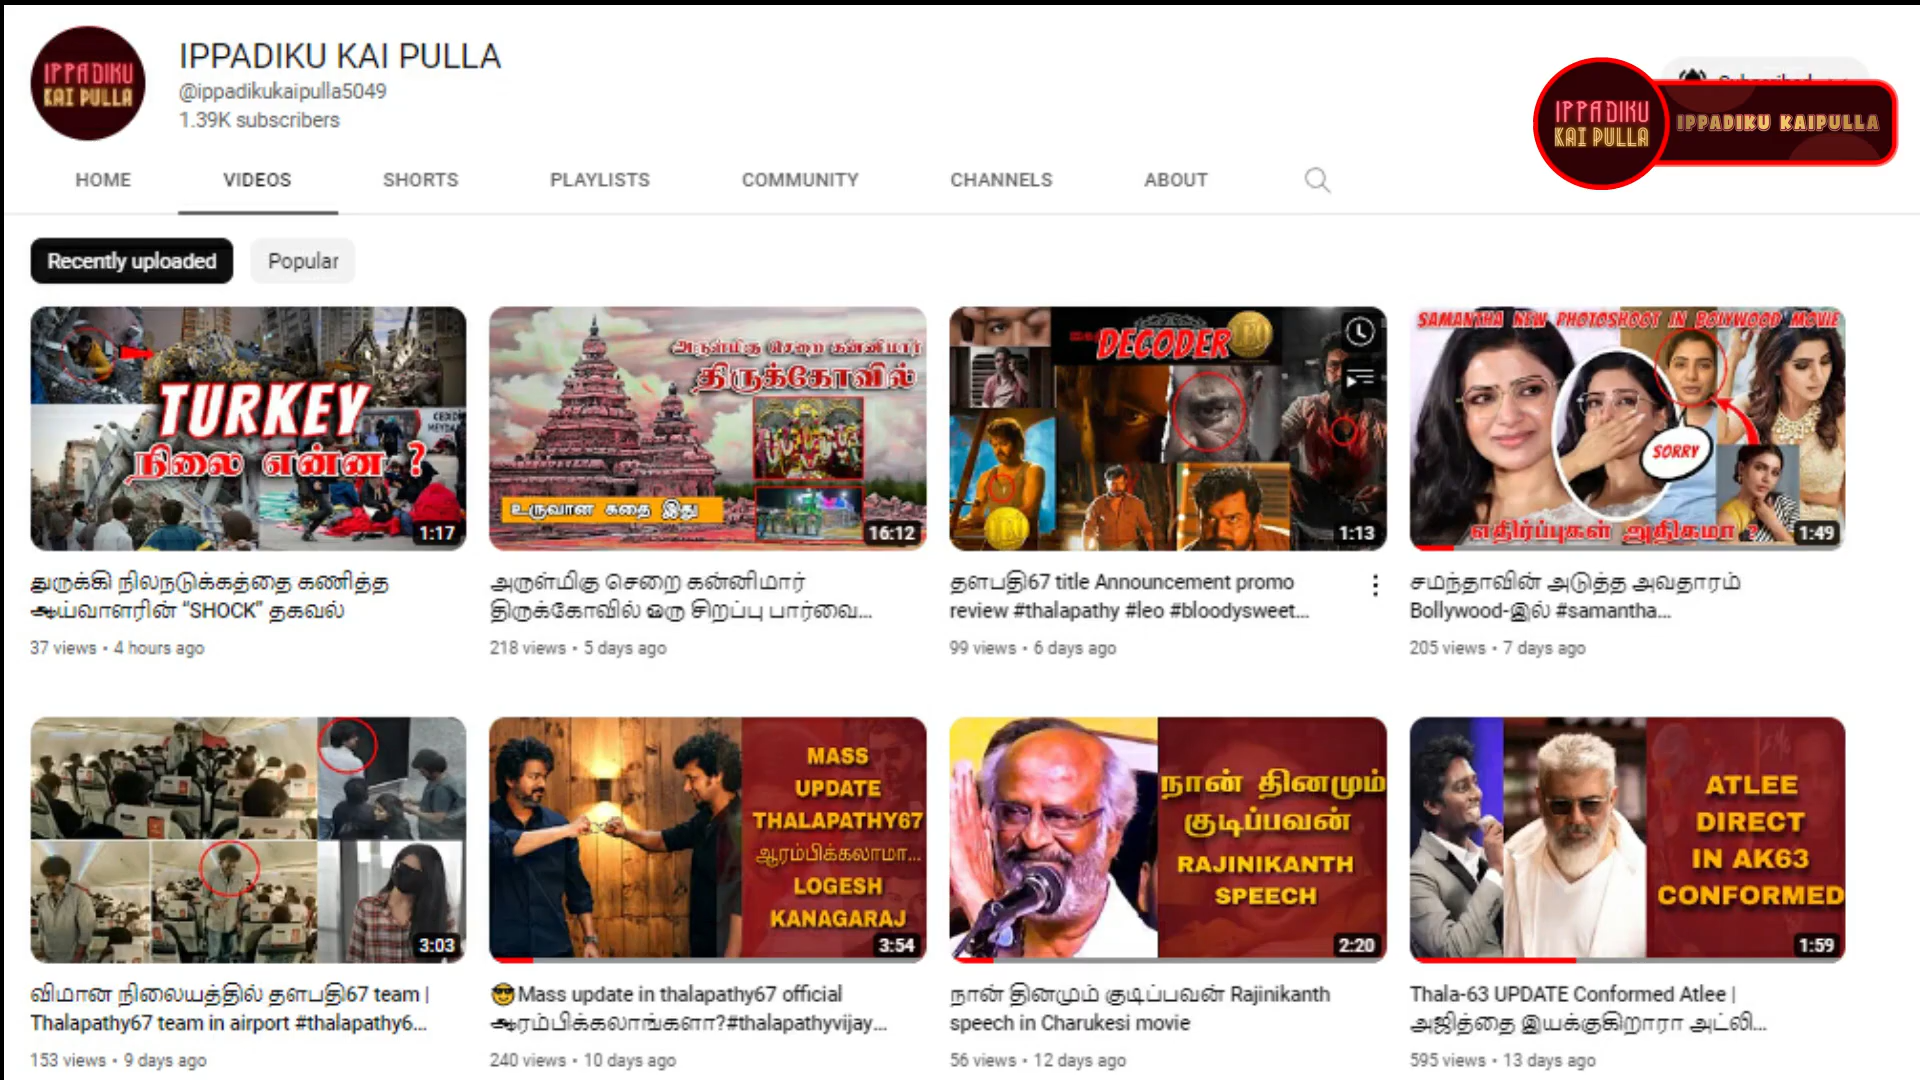 IPPADIKU
KAI PULLA
IPPADIKU KAI PULLA
@ippadikukaipulla5049
1.39K subscribers
IPPADIKU
KAI PULLA
IPPADIKU KAIPULLA
HOME
VIDEOS
SHORTS
PLAYLISTS
COMMUNITY
CHANNELS
ABOUT
Recently uploaded
Popular
TURKEY
நிலை என்ன ?
1:17
அருள்மிகு செறை கன்னிமார்
திருக்கோவில்
உருவான கதை இது
16:12
DECODER
1:13
SAMANTHA NEW PHOTOSHOOT IN BOLLYWOOD MOVIE
SORRY
எதிர்ப்புகள் அதிகமா ?
1:49
துருக்கி நிலநடுக்கத்தை கணித்த
ஆய்வாளரின் “SHOCK” தகவல்
37 views • 4 hours ago
அருள்மிகு செறை கன்னிமார்
திருக்கோவில் ஒரு சிறப்பு பார்வை...
218 views • 5 days ago
தளபதி67 title Announcement promo
review #thalapathy #leo #bloodysweet...
99 views • 6 days ago
சமந்தாவின் அடுத்த அவதாரம்
Bollywood-இல் #samantha...
205 views • 7 days ago
3:03
MASS
UPDATE
THALAPATHY67
ஆரம்பிக்கலாமா...
LOGESH
KANAGARAJ
3:54
நான் தினமும்
குடிப்பவன்
RAJINIKANTH
SPEECH
2:20
ATLEE
DIRECT
IN AK63
CONFORMED
1:59
விமான நிலையத்தில் தளபதி67 team |
Thalapathy67 team in airport #thalapathy6...
153 views • 9 days ago
😎Mass update in thalapathy67 official
ஆரம்பிக்கலாங்களா?#thalapathyvijay...
240 views • 10 days ago
நான் தினமும் குடிப்பவன் Rajinikanth
speech in Charukesi movie
56 views • 12 days ago
Thala-63 UPDATE Conformed Atlee |
அஜித்தை இயக்குகிறாரா அட்லி...
595 views • 13 days ago